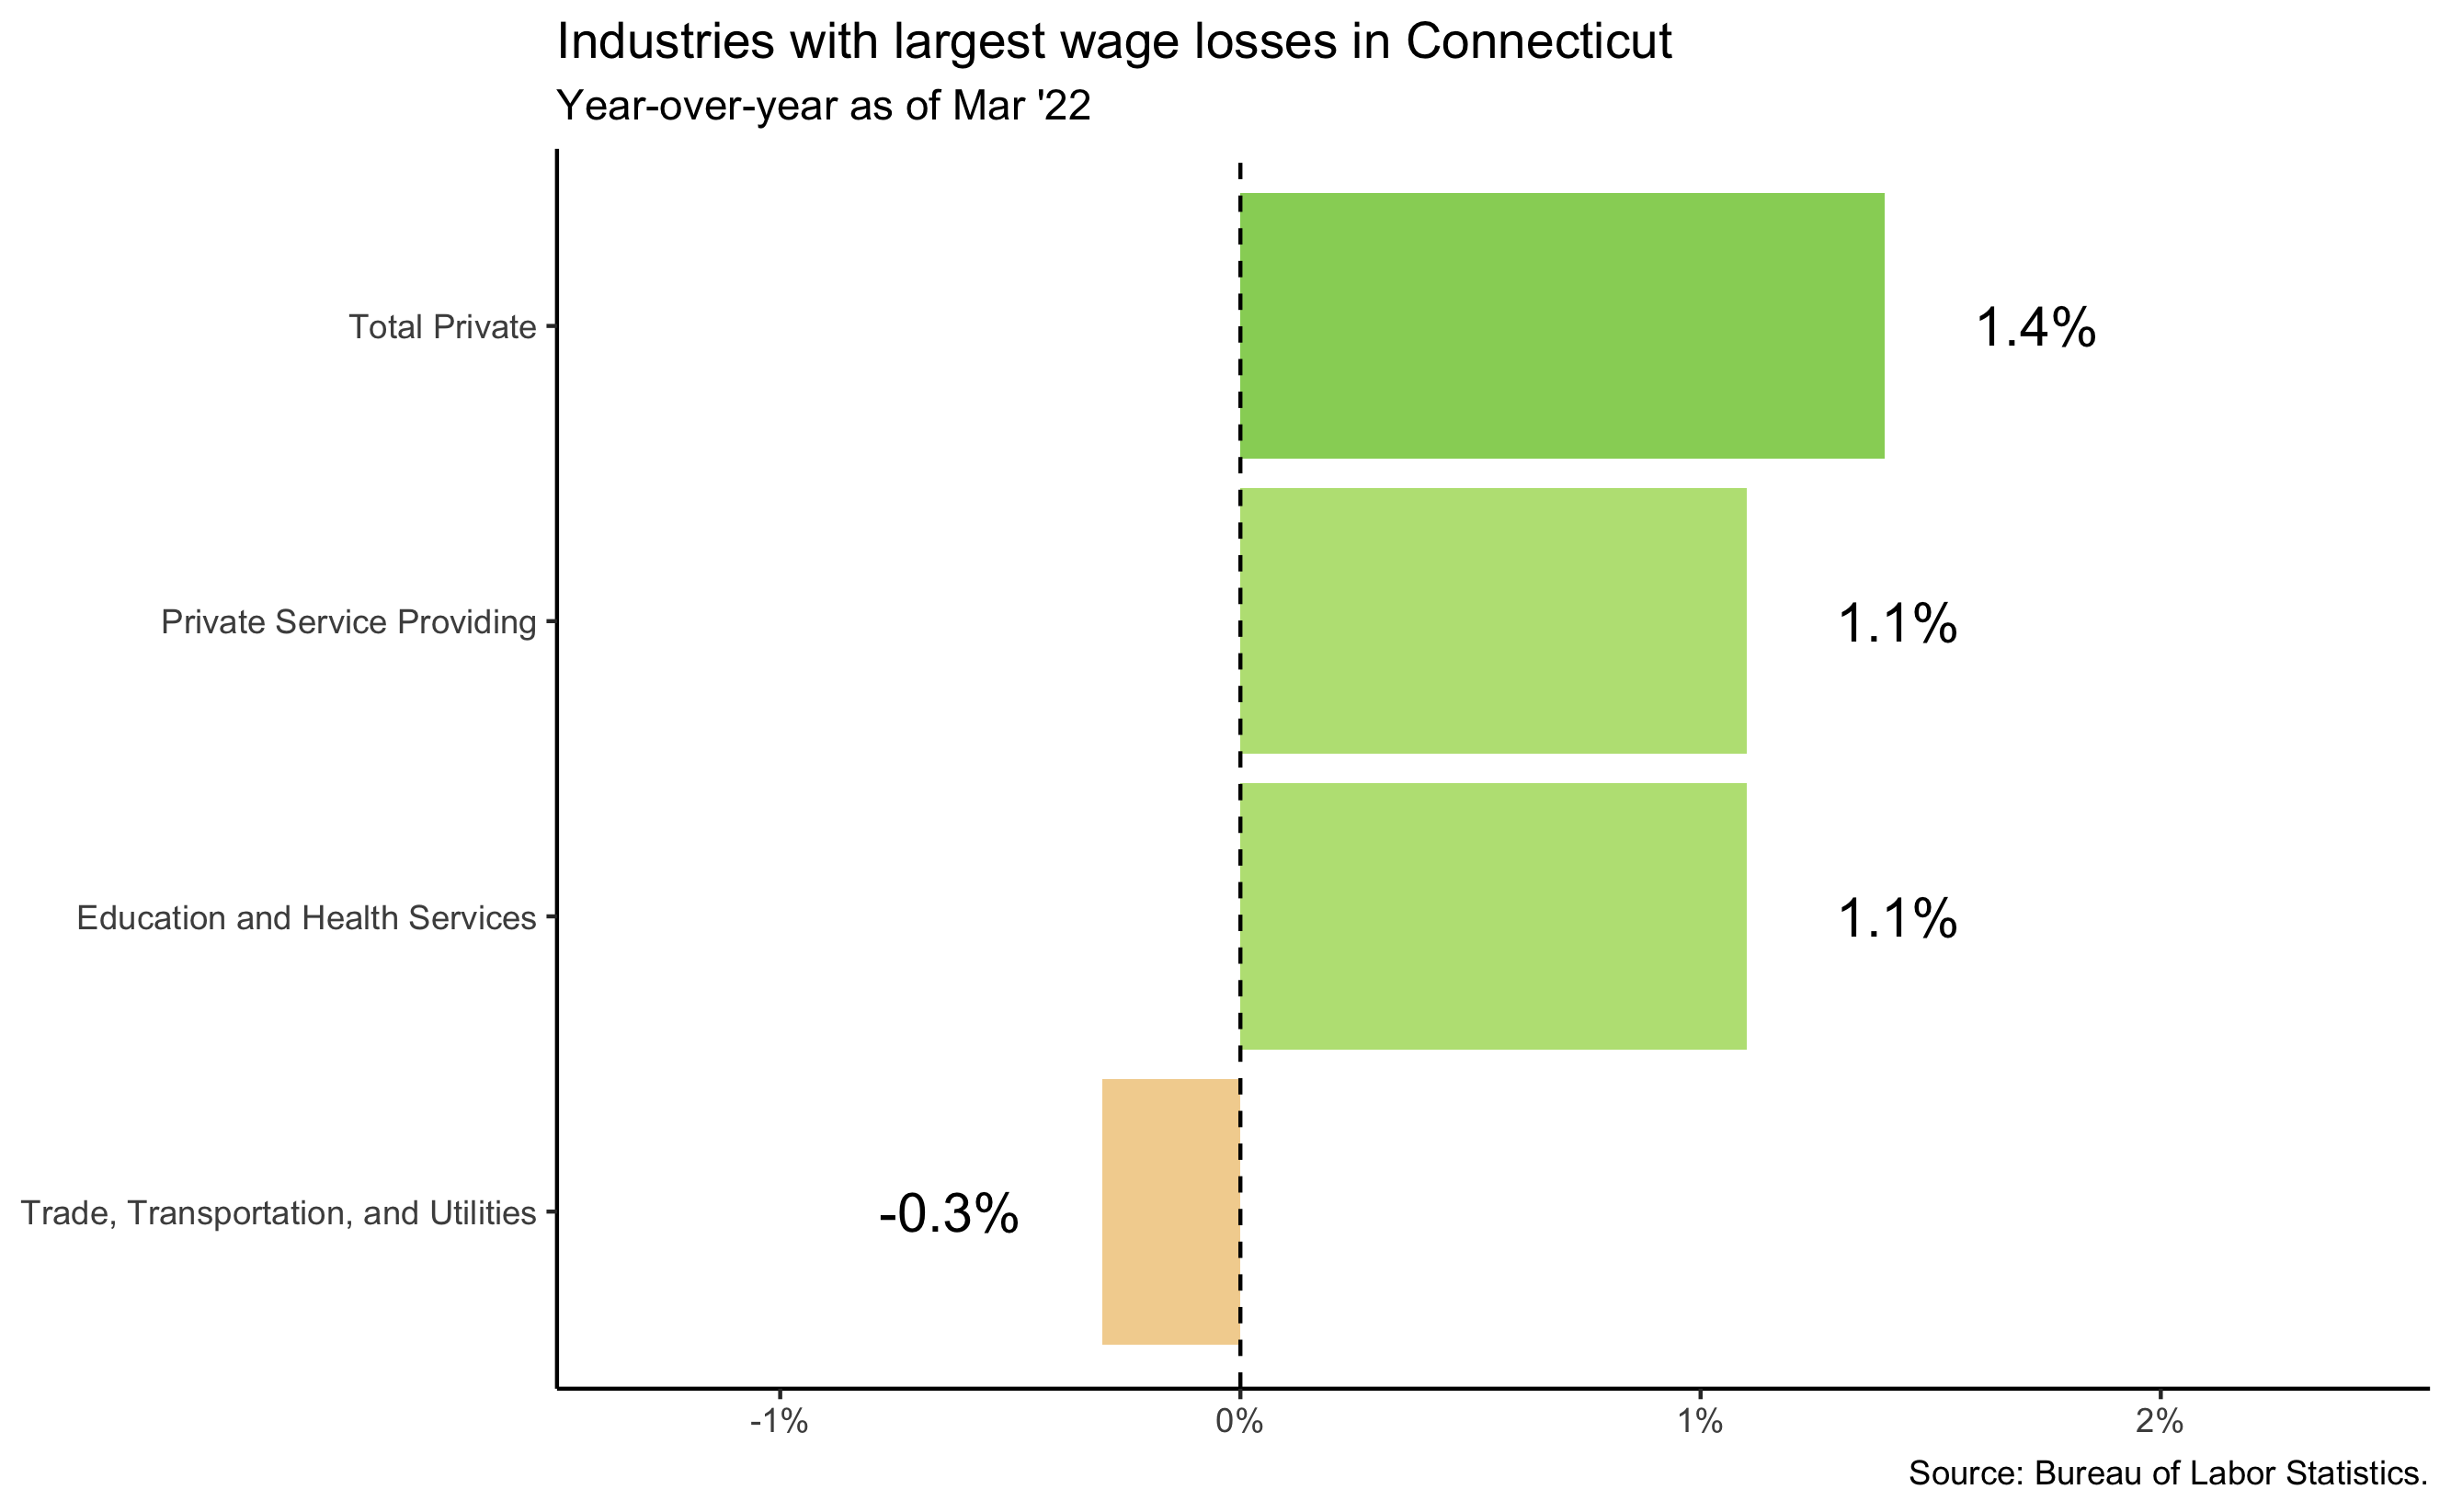 Industries with largest wage losses in Connecticut
Year-over-year as of Mar '22
Total Private
1.4%
Private Service Providing
1.1%
Education and Health Services
1.1%
Trade, Transportation, and Utilities
-0.3%
-1%
0%
1%
2%
Source: Bureau of Labor Statistics.